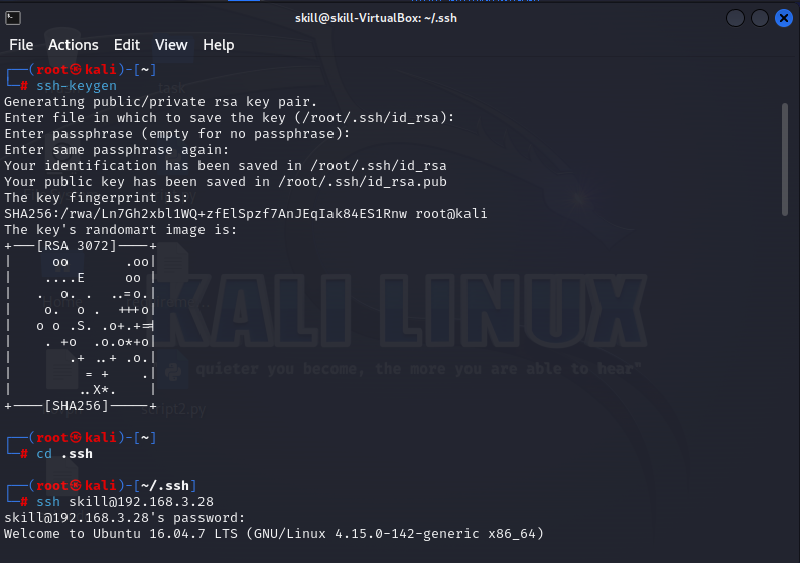 skill@skill-VirtualBox: ~/.ssh
File Actions Edit View Help
┌──(root㉿kali)-[~]
└─# ssh-keygen
Generating public/private rsa key pair.
Enter file in which to save the key (/root/.ssh/id_rsa):
Enter passphrase (empty for no passphrase):
Enter same passphrase again:
Your identification has been saved in /root/.ssh/id_rsa
Your public key has been saved in /root/.ssh/id_rsa.pub
The key fingerprint is:
SHA256:/rwa/Ln7Gh2xbl1WQ+zfElSpzf7AnJEqIak84ES1Rnw root@kali
The key's randomart image is:
+---[RSA 3072]----+
|     oo       .oo|
|    ....E     oo |
|   .  o. .  ..=o.|
|    o.  o .  +++o|
|   o o .S. .o+.+=|
|    . +o  .o.o*+o|
|       .+ ..+ .o.|
|         = +    .|
|        ..X*.    |
+----[SHA256]-----+
KALI LINUX
quieter you become, the more you are able to hear"
script2.py
┌──(root㉿kali)-[~]
└─# cd .ssh
┌──(root㉿kali)-[~/.ssh]
└─# ssh skill@192.168.3.28
skill@192.168.3.28's password:
Welcome to Ubuntu 16.04.7 LTS (GNU/Linux 4.15.0-142-generic x86_64)